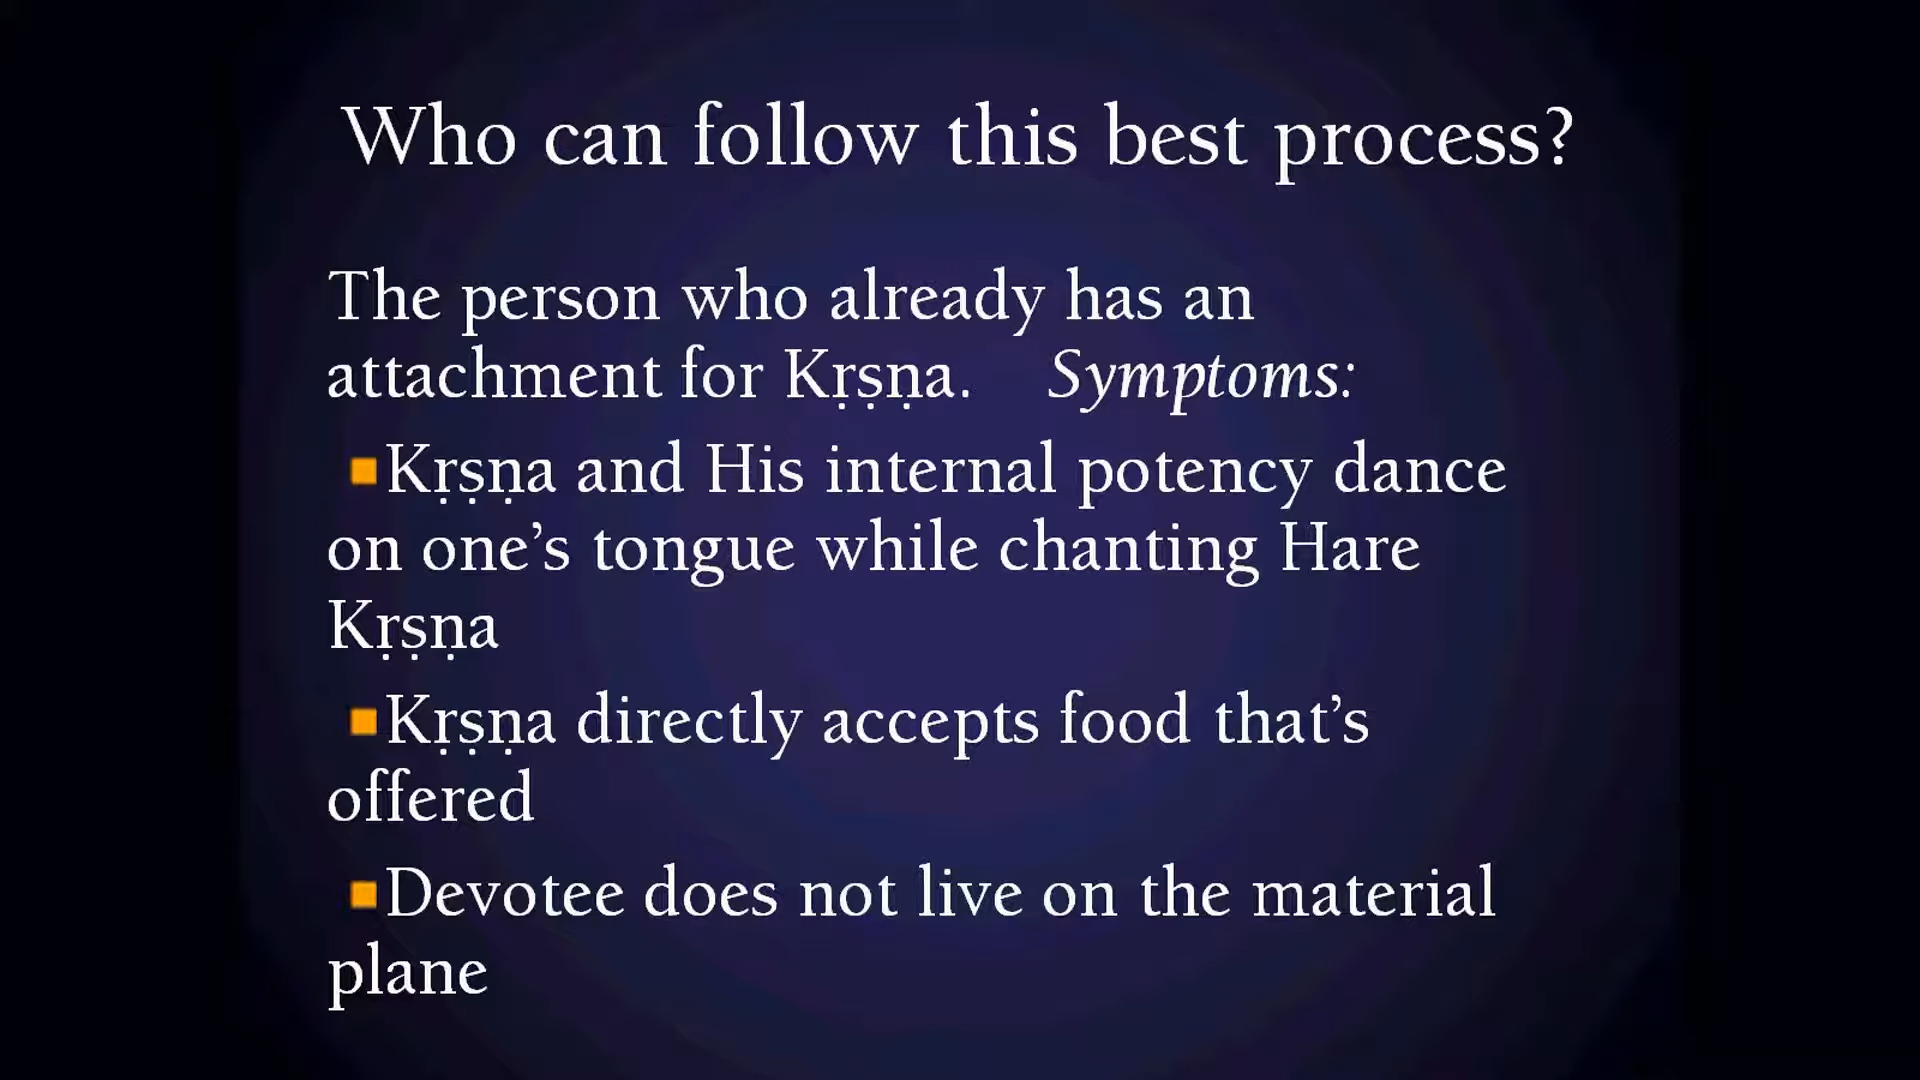 Who can follow this best process?
The person who already has an
attachment for Kṛṣṇa. Symptoms:
■Kṛṣṇa and His internal potency dance
on one’s tongue while chanting Hare
Kṛṣṇa
■Kṛṣṇa directly accepts food that’s
offered
■Devotee does not live on the material
plane